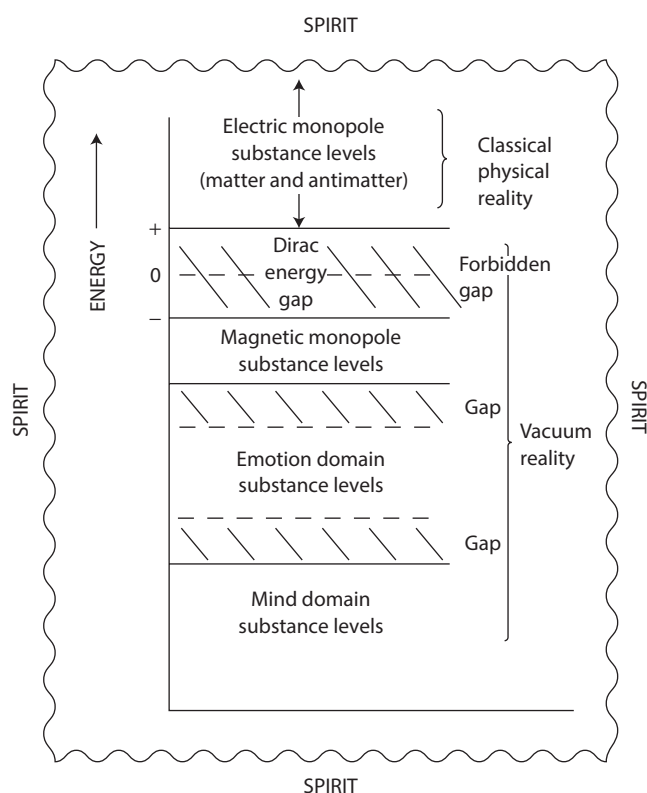 SPIRIT
Electric monopole
substance levels
(matter and antimatter)
Classical
physical
reality
ENERGY
+
0
−
Dirac
energy
gap
Forbidden
gap
Magnetic monopole
substance levels
Gap
SPIRIT
SPIRIT
Emotion domain
substance levels
Vacuum
reality
Gap
Mind domain
substance levels
SPIRIT